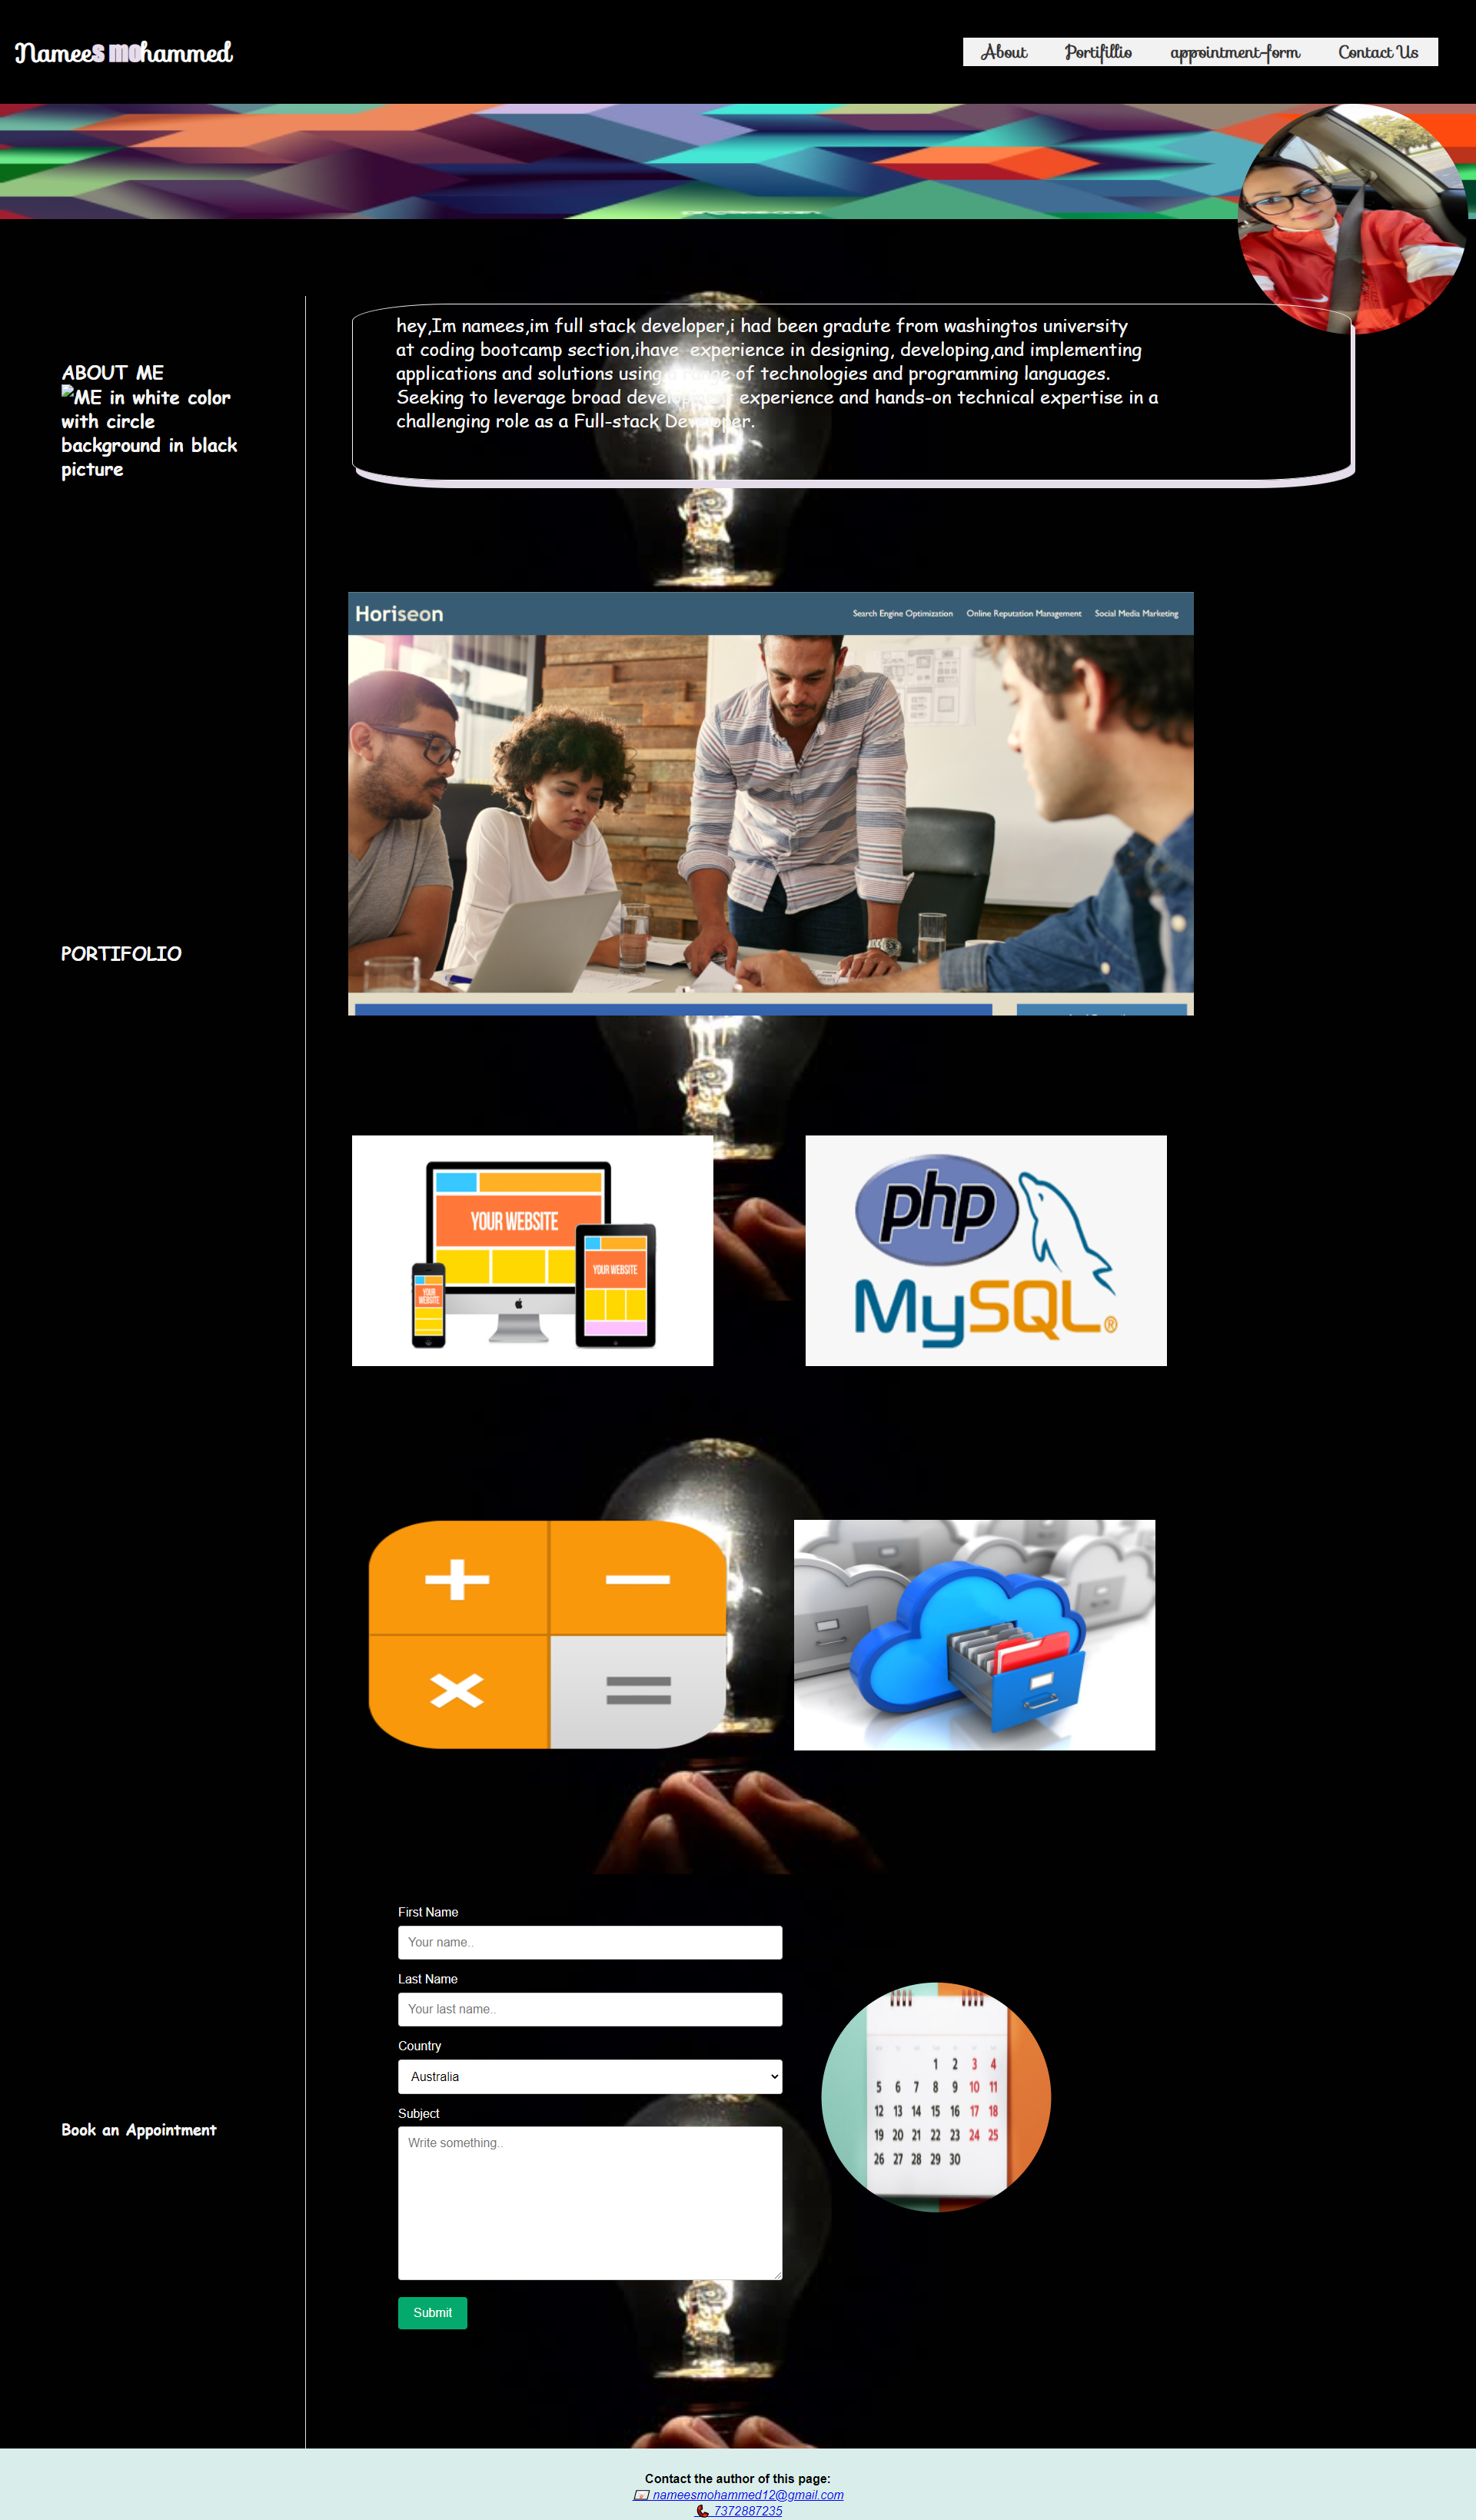 Namees mohammed
About Portifillio appointment-form Contact Us
hey,Im namees,im full stack developer,i had been gradute from washingtos university
at coding bootcamp section,ihave experience in designing, developing,and implementing
applications and solutions using a range of technologies and programming languages.
Seeking to leverage broad development experience and hands-on technical expertise in a
challenging role as a Full-stack Developer.
ABOUT ME
ME in white color
with circle
background in black
picture
Horiseon
Search Engine Optimization Online Reputation Management Social Media Marketing
PORTIFOLIO
YOUR WEBSITE
YOUR WEBSITE
YOUR
WEBSITE
php
MySQL®
+ −
× =
First Name
Your name..
Last Name
Your last name..
Country
Australia
Subject
Write something..
Submit
1 2 3 4
5 6 7 8 9 10 11
12 13 14 15 16 17 18
19 20 21 22 23 24 25
26 27 28 29 30
Book an Appointment
Contact the author of this page:
nameesmohammed12@gmail.com
7372887235